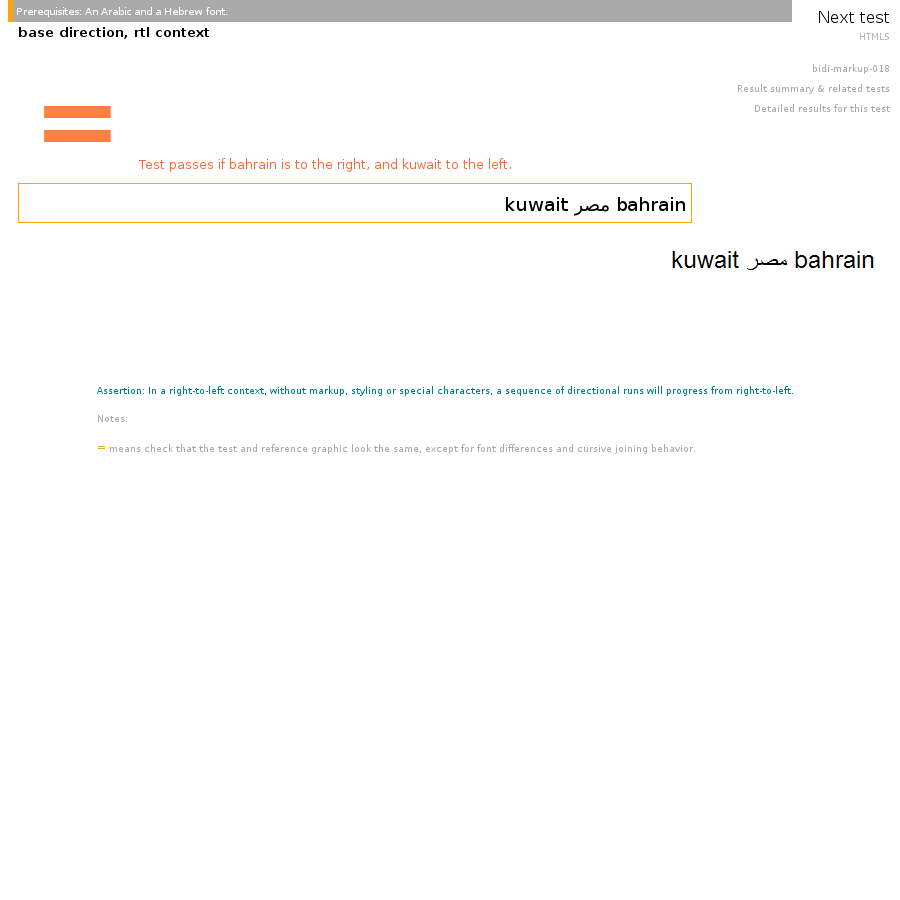 Prerequisites: An Arabic and a Hebrew font.
Next test
base direction, rtl context
HTML5
bidi-markup-018
Result summary & related tests
Detailed results for this test
Test passes if bahrain is to the right, and kuwait to the left.
bahrain مصر kuwait
bahrain مصر kuwait
Assertion: In a right-to-left context, without markup, styling or special characters, a sequence of directional runs will progress from right-to-left.
Notes:
= means check that the test and reference graphic look the same, except for font differences and cursive joining behavior.